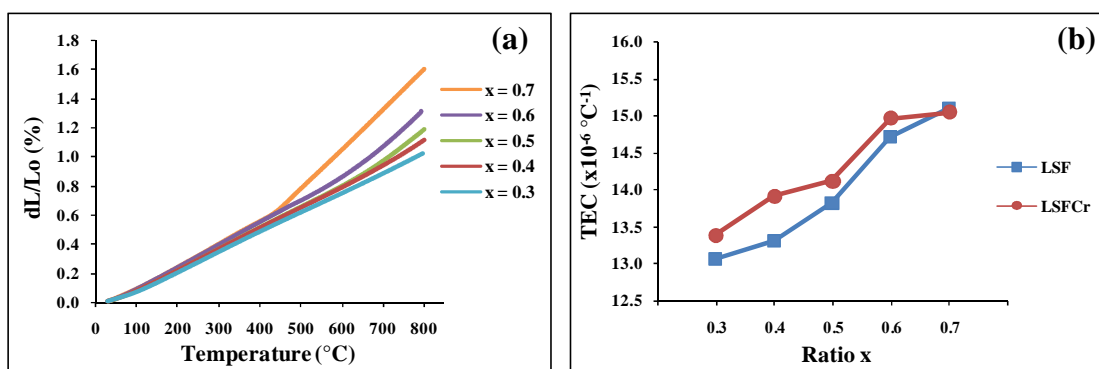 (a)
1.8
1.6
1.4
1.2
1.0
0.8
0.6
0.4
0.2
0.0
dL/Lo (%)
0 100 200 300 400 500 600 700 800
Temperature (°C)
x = 0.7
x = 0.6
x = 0.5
x = 0.4
x = 0.3
(b)
16.0
15.5
15.0
14.5
14.0
13.5
13.0
12.5
TEC (x10⁻⁶ °C⁻¹)
0.3 0.4 0.5 0.6 0.7
Ratio x
LSF
LSFCr